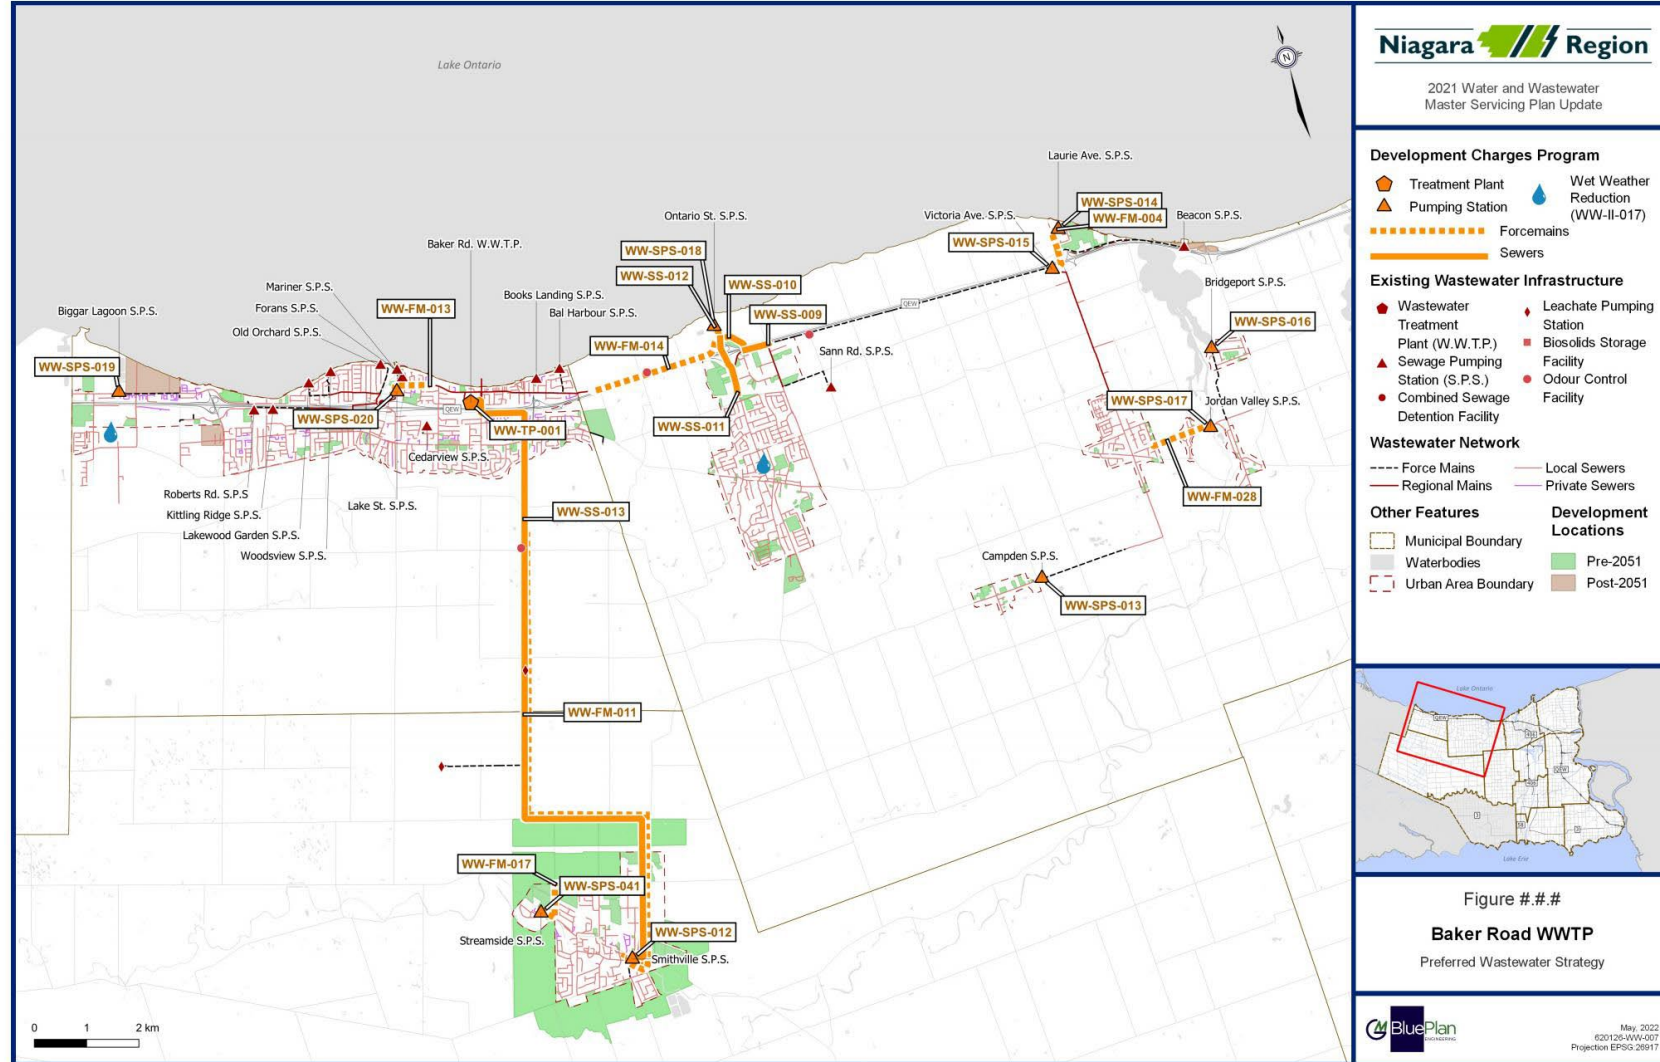 Lake Ontario
N
Laurie Ave. S.P.S.
WW-SPS-014
WW-FM-004
Victoria Ave. S.P.S.
Beacon S.P.S.
Ontario St. S.P.S.
WW-SPS-015
Baker Rd. W.W.T.P.
WW-SPS-018
WW-SS-012
WW-SS-010
Bridgeport S.P.S.
Mariner S.P.S.
Books Landing S.P.S.
QEW
Forans S.P.S.
WW-FM-013
Biggar Lagoon S.P.S.
Bal Harbour S.P.S.
WW-SS-009
WW-SPS-016
Old Orchard S.P.S.
WW-FM-014
Sann Rd. S.P.S.
WW-SPS-019
WW-SPS-017
Jordan Valley S.P.S.
QEW
WW-SPS-020
WW-TP-001
WW-SS-011
Cedarview S.P.S.
Roberts Rd. S.P.S
WW-FM-028
Lake St. S.P.S.
Kittling Ridge S.P.S.
WW-SS-013
Lakewood Garden S.P.S.
Woodsview S.P.S.
Campden S.P.S.
WW-SPS-013
WW-FM-011
WW-FM-017
WW-SPS-041
WW-SPS-012
Streamside S.P.S.
Smithville S.P.S.
0 1 2 km
Niagara Region
2021 Water and Wastewater
Master Servicing Plan Update
Development Charges Program
Treatment Plant
Pumping Station
Wet Weather
Reduction
(WW-II-017)
Forcemains
Sewers
Existing Wastewater Infrastructure
Wastewater
Treatment
Plant (W.W.T.P.)
Sewage Pumping
Station (S.P.S.)
Combined Sewage
Detention Facility
Leachate Pumping
Station
Biosolids Storage
Facility
Odour Control
Facility
Wastewater Network
Force Mains
Regional Mains
Local Sewers
Private Sewers
Other Features
Municipal Boundary
Waterbodies
Urban Area Boundary
Development
Locations
Pre-2051
Post-2051
Lake Ontario
QEW
QEW
Lake Erie
Figure #.#.#
Baker Road WWTP
Preferred Wastewater Strategy
GM BluePlan
ENGINEERING
May, 2022
620126-WW-007
Projection EPSG:26917